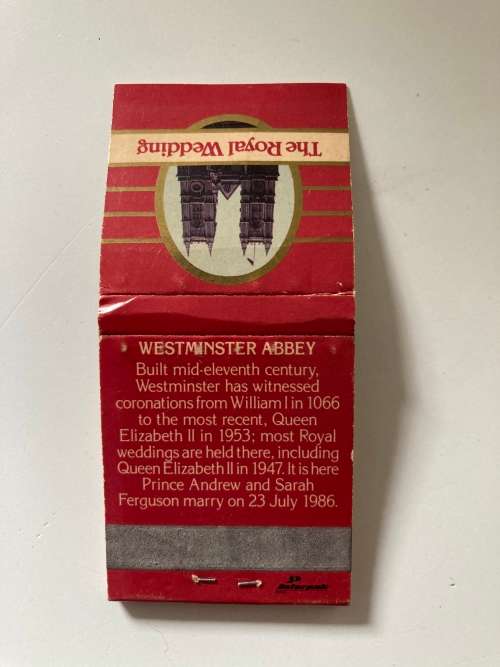 The Royal Wedding
WESTMINSTER ABBEY
Built mid-eleventh century,
Westminster has witnessed
coronations from William I in 1066
to the most recent, Queen
Elizabeth II in 1953; most Royal
weddings are held there, including
Queen Elizabeth II in 1947. It is here
Prince Andrew and Sarah
Ferguson marry on 23 July 1986.